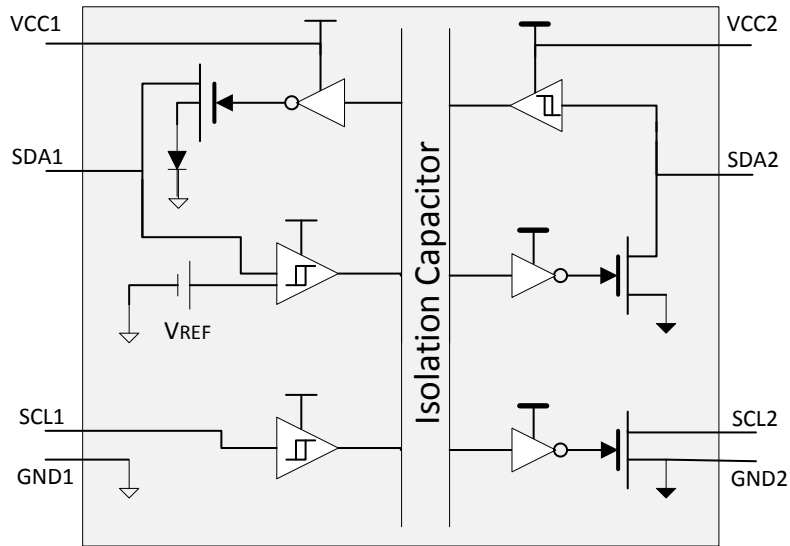 VCC1
VCC2
SDA1
SDA2
Isolation Capacitor
VREF
SCL1
SCL2
GND1
GND2